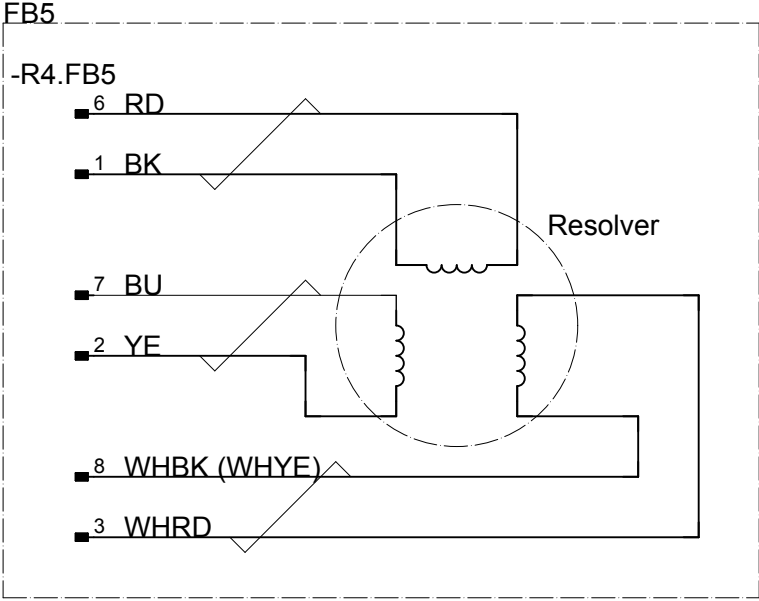 FB5
-R4.FB5
6 RD
1 BK
Resolver
7 BU
2 YE
8 WHBK (WHYE)
3 WHRD